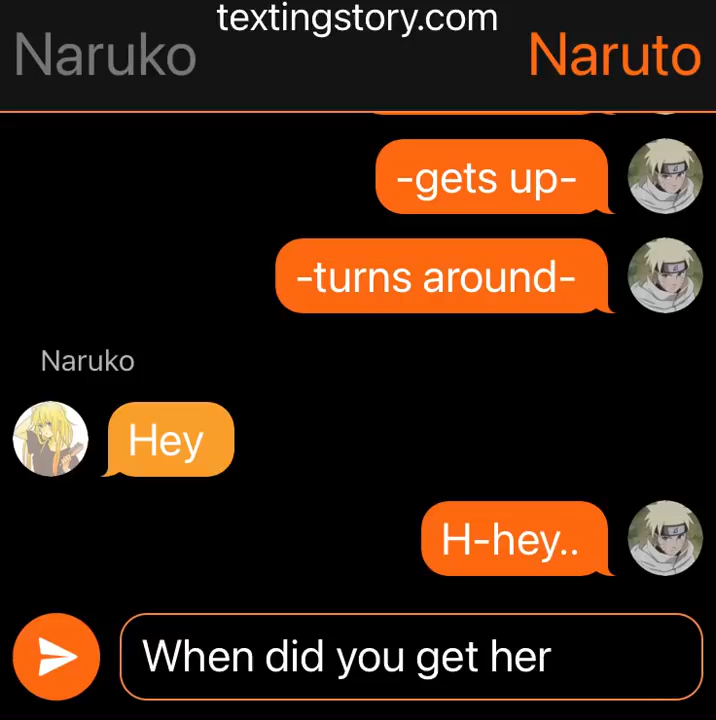 textingstory.com
Naruko Naruto
-gets up-
-turns around-
Naruko
Hey
H-hey..
When did you get her